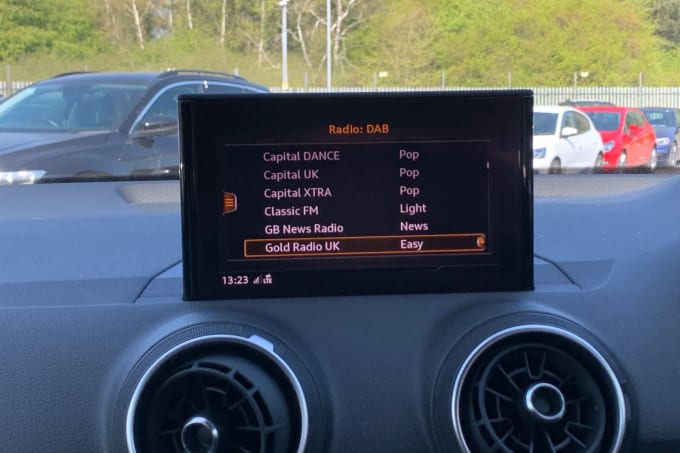 Radio: DAB
Capital DANCE Pop
Capital UK Pop
Capital XTRA Pop
Classic FM Light
GB News Radio News
Gold Radio UK Easy
13:23 LTE